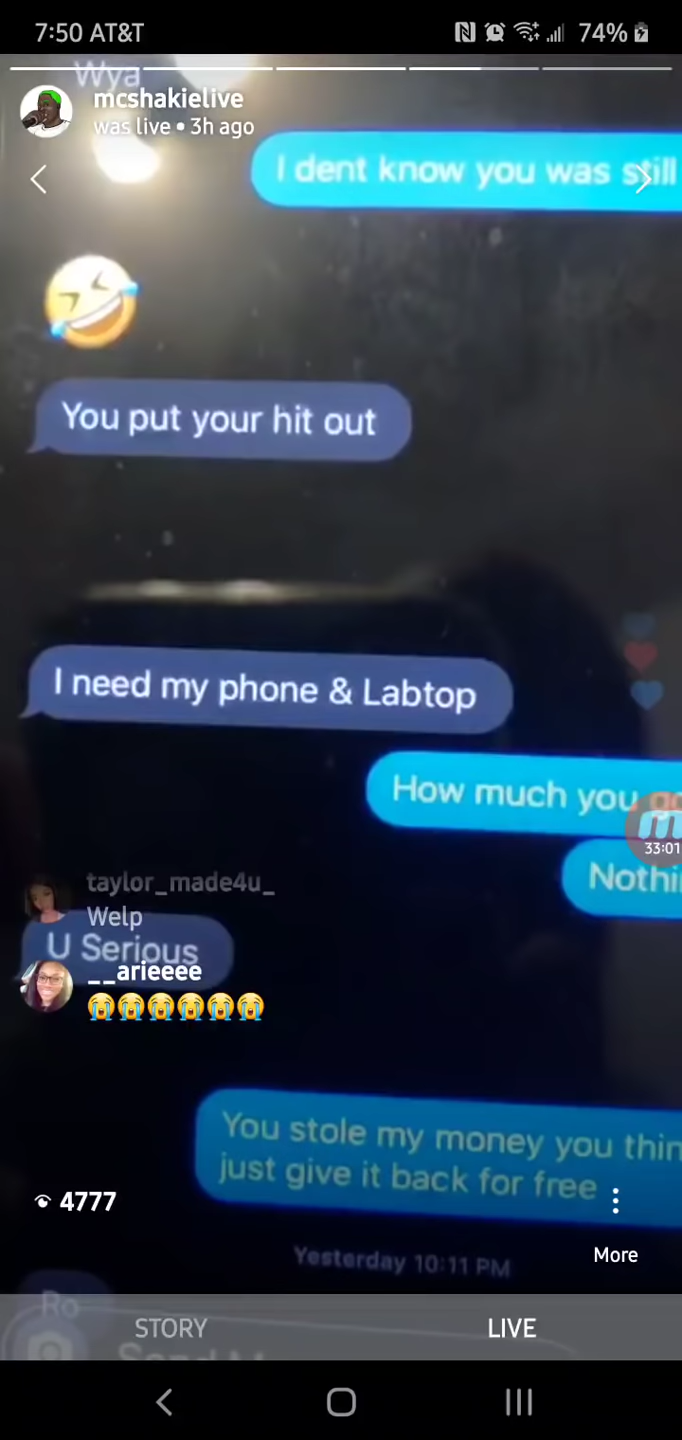 7:50 AT&T
74%
Wya
mcshakielive
was live • 3h ago
I dent know you was still
You put your hit out
I need my phone & Labtop
How much you
Nothi
taylor_made4u_
Welp
U Serious
__arieeee
😭😭😭😭😭😭
You stole my money you thin
just give it back for free
4777
Yesterday 10:11 PM
More
33:01
Ro
STORY
LIVE